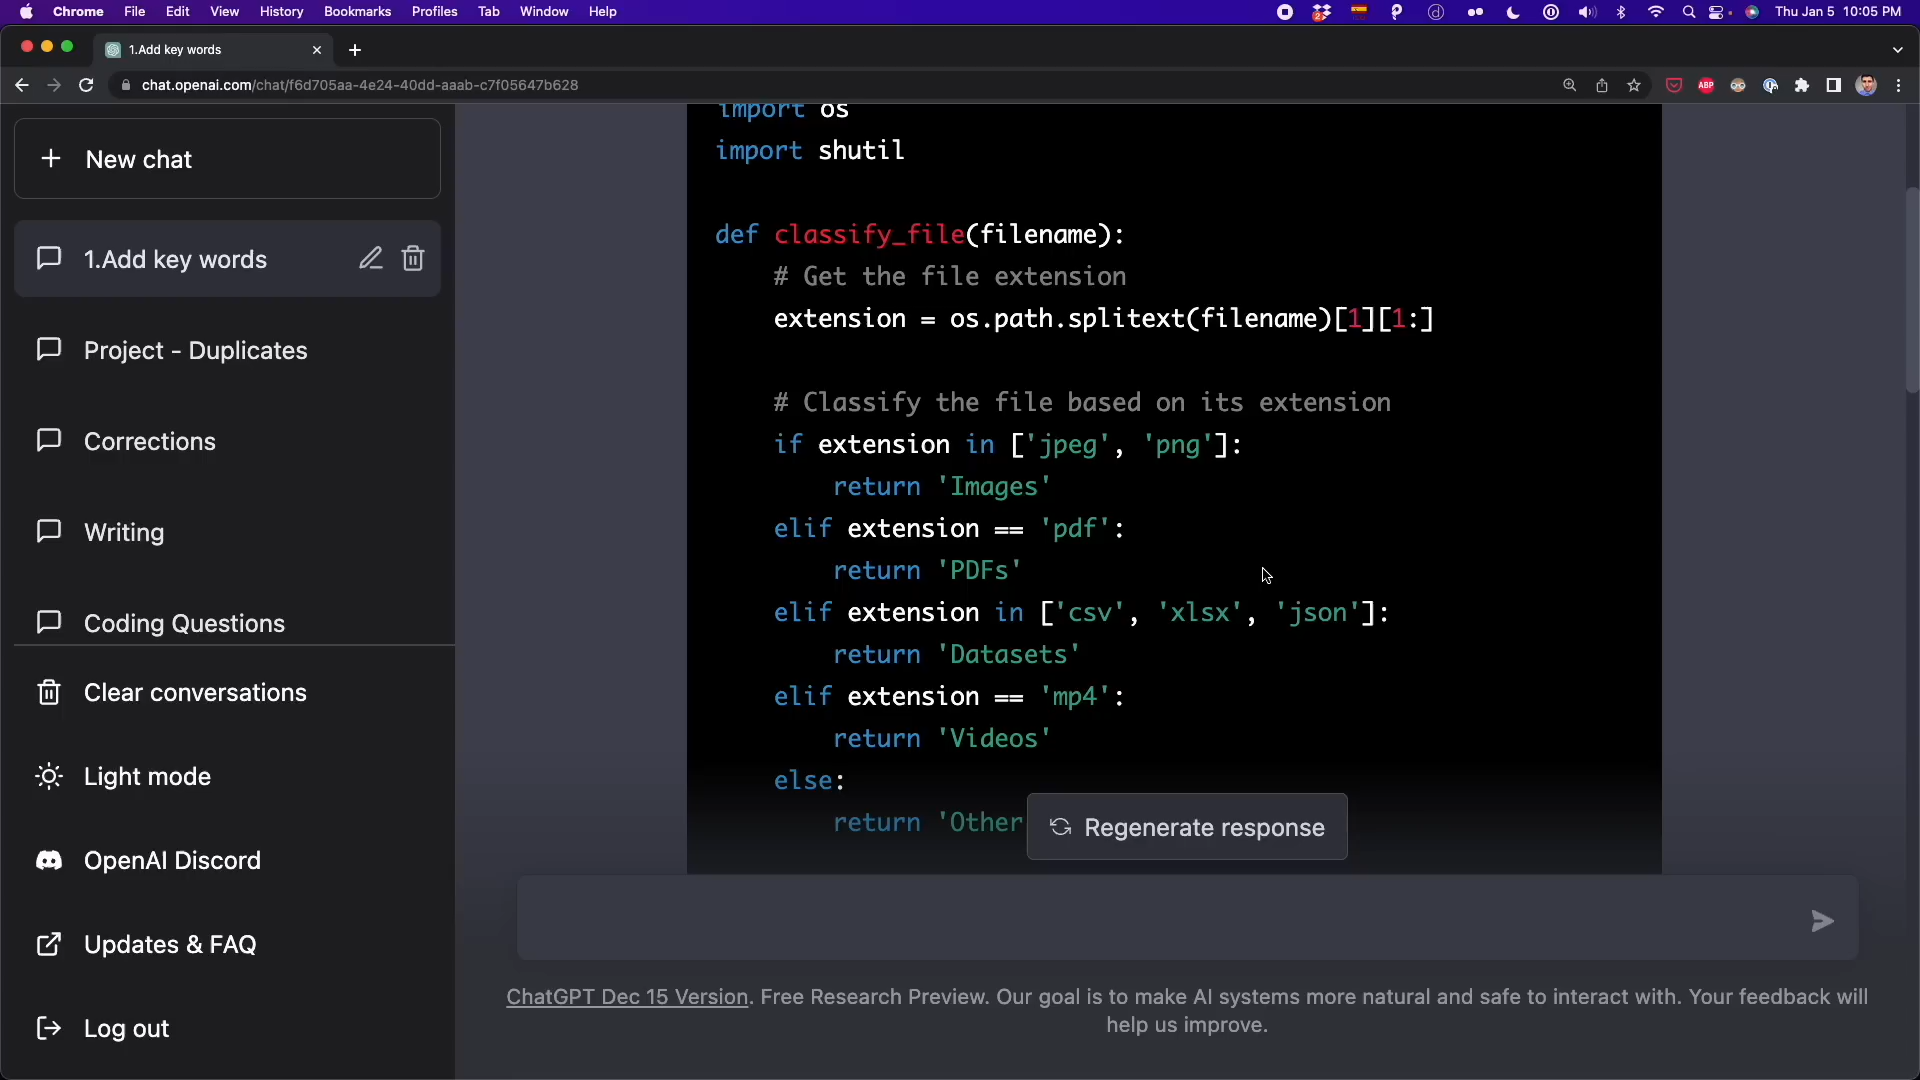 Chrome File Edit View History Bookmarks Profiles Tab Window Help
Thu Jan 5 10:05 PM
1.Add key words
chat.openai.com/chat/f6d705aa-4e24-40dd-aaab-c7f05647b628
ABP
New chat
1.Add key words
Project - Duplicates
Corrections
Writing
Coding Questions
Clear conversations
Light mode
OpenAI Discord
Updates & FAQ
Log out
import os
import shutil
def classify_file(filename):
# Get the file extension
extension = os.path.splitext(filename)[1][1:]
# Classify the file based on its extension
if extension in ['jpeg', 'png']:
return 'Images'
elif extension == 'pdf':
return 'PDFs'
elif extension in ['csv', 'xlsx', 'json']:
return 'Datasets'
elif extension == 'mp4':
return 'Videos'
else:
return 'Other
Regenerate response
ChatGPT Dec 15 Version. Free Research Preview. Our goal is to make AI systems more natural and safe to interact with. Your feedback will
help us improve.